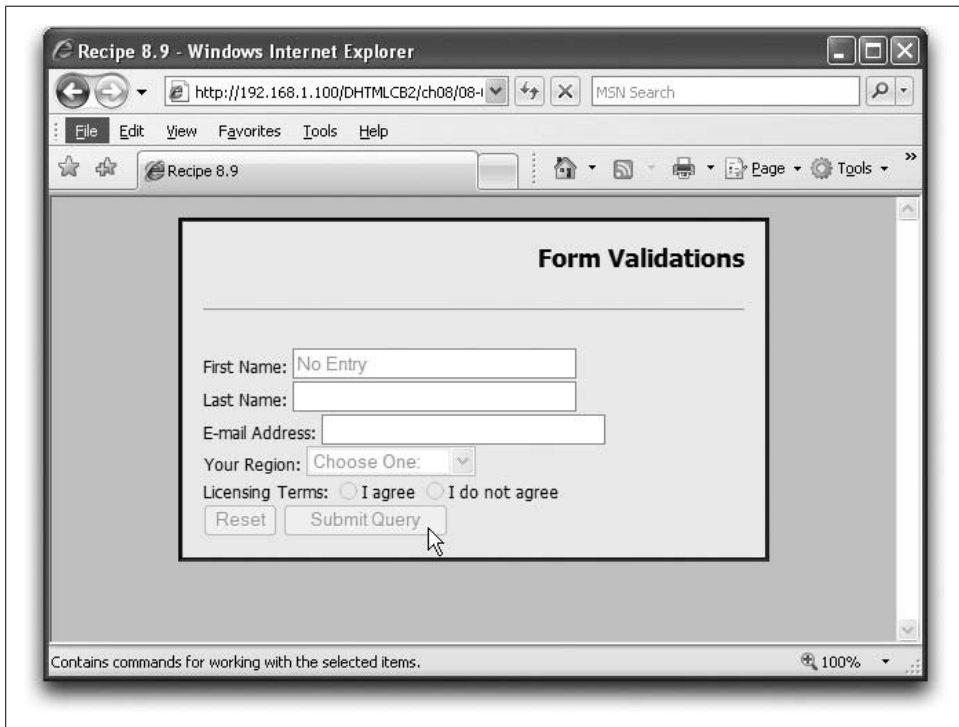 Recipe 8.9 - Windows Internet Explorer
http://192.168.1.100/DHTMLCB2/ch08/08-
MSN Search
File Edit View Favorites Tools Help
Recipe 8.9
Page Tools
Form Validations
First Name: No Entry
Last Name:
E-mail Address:
Your Region: Choose One:
Licensing Terms: I agree I do not agree
Reset Submit Query
Contains commands for working with the selected items.
100%